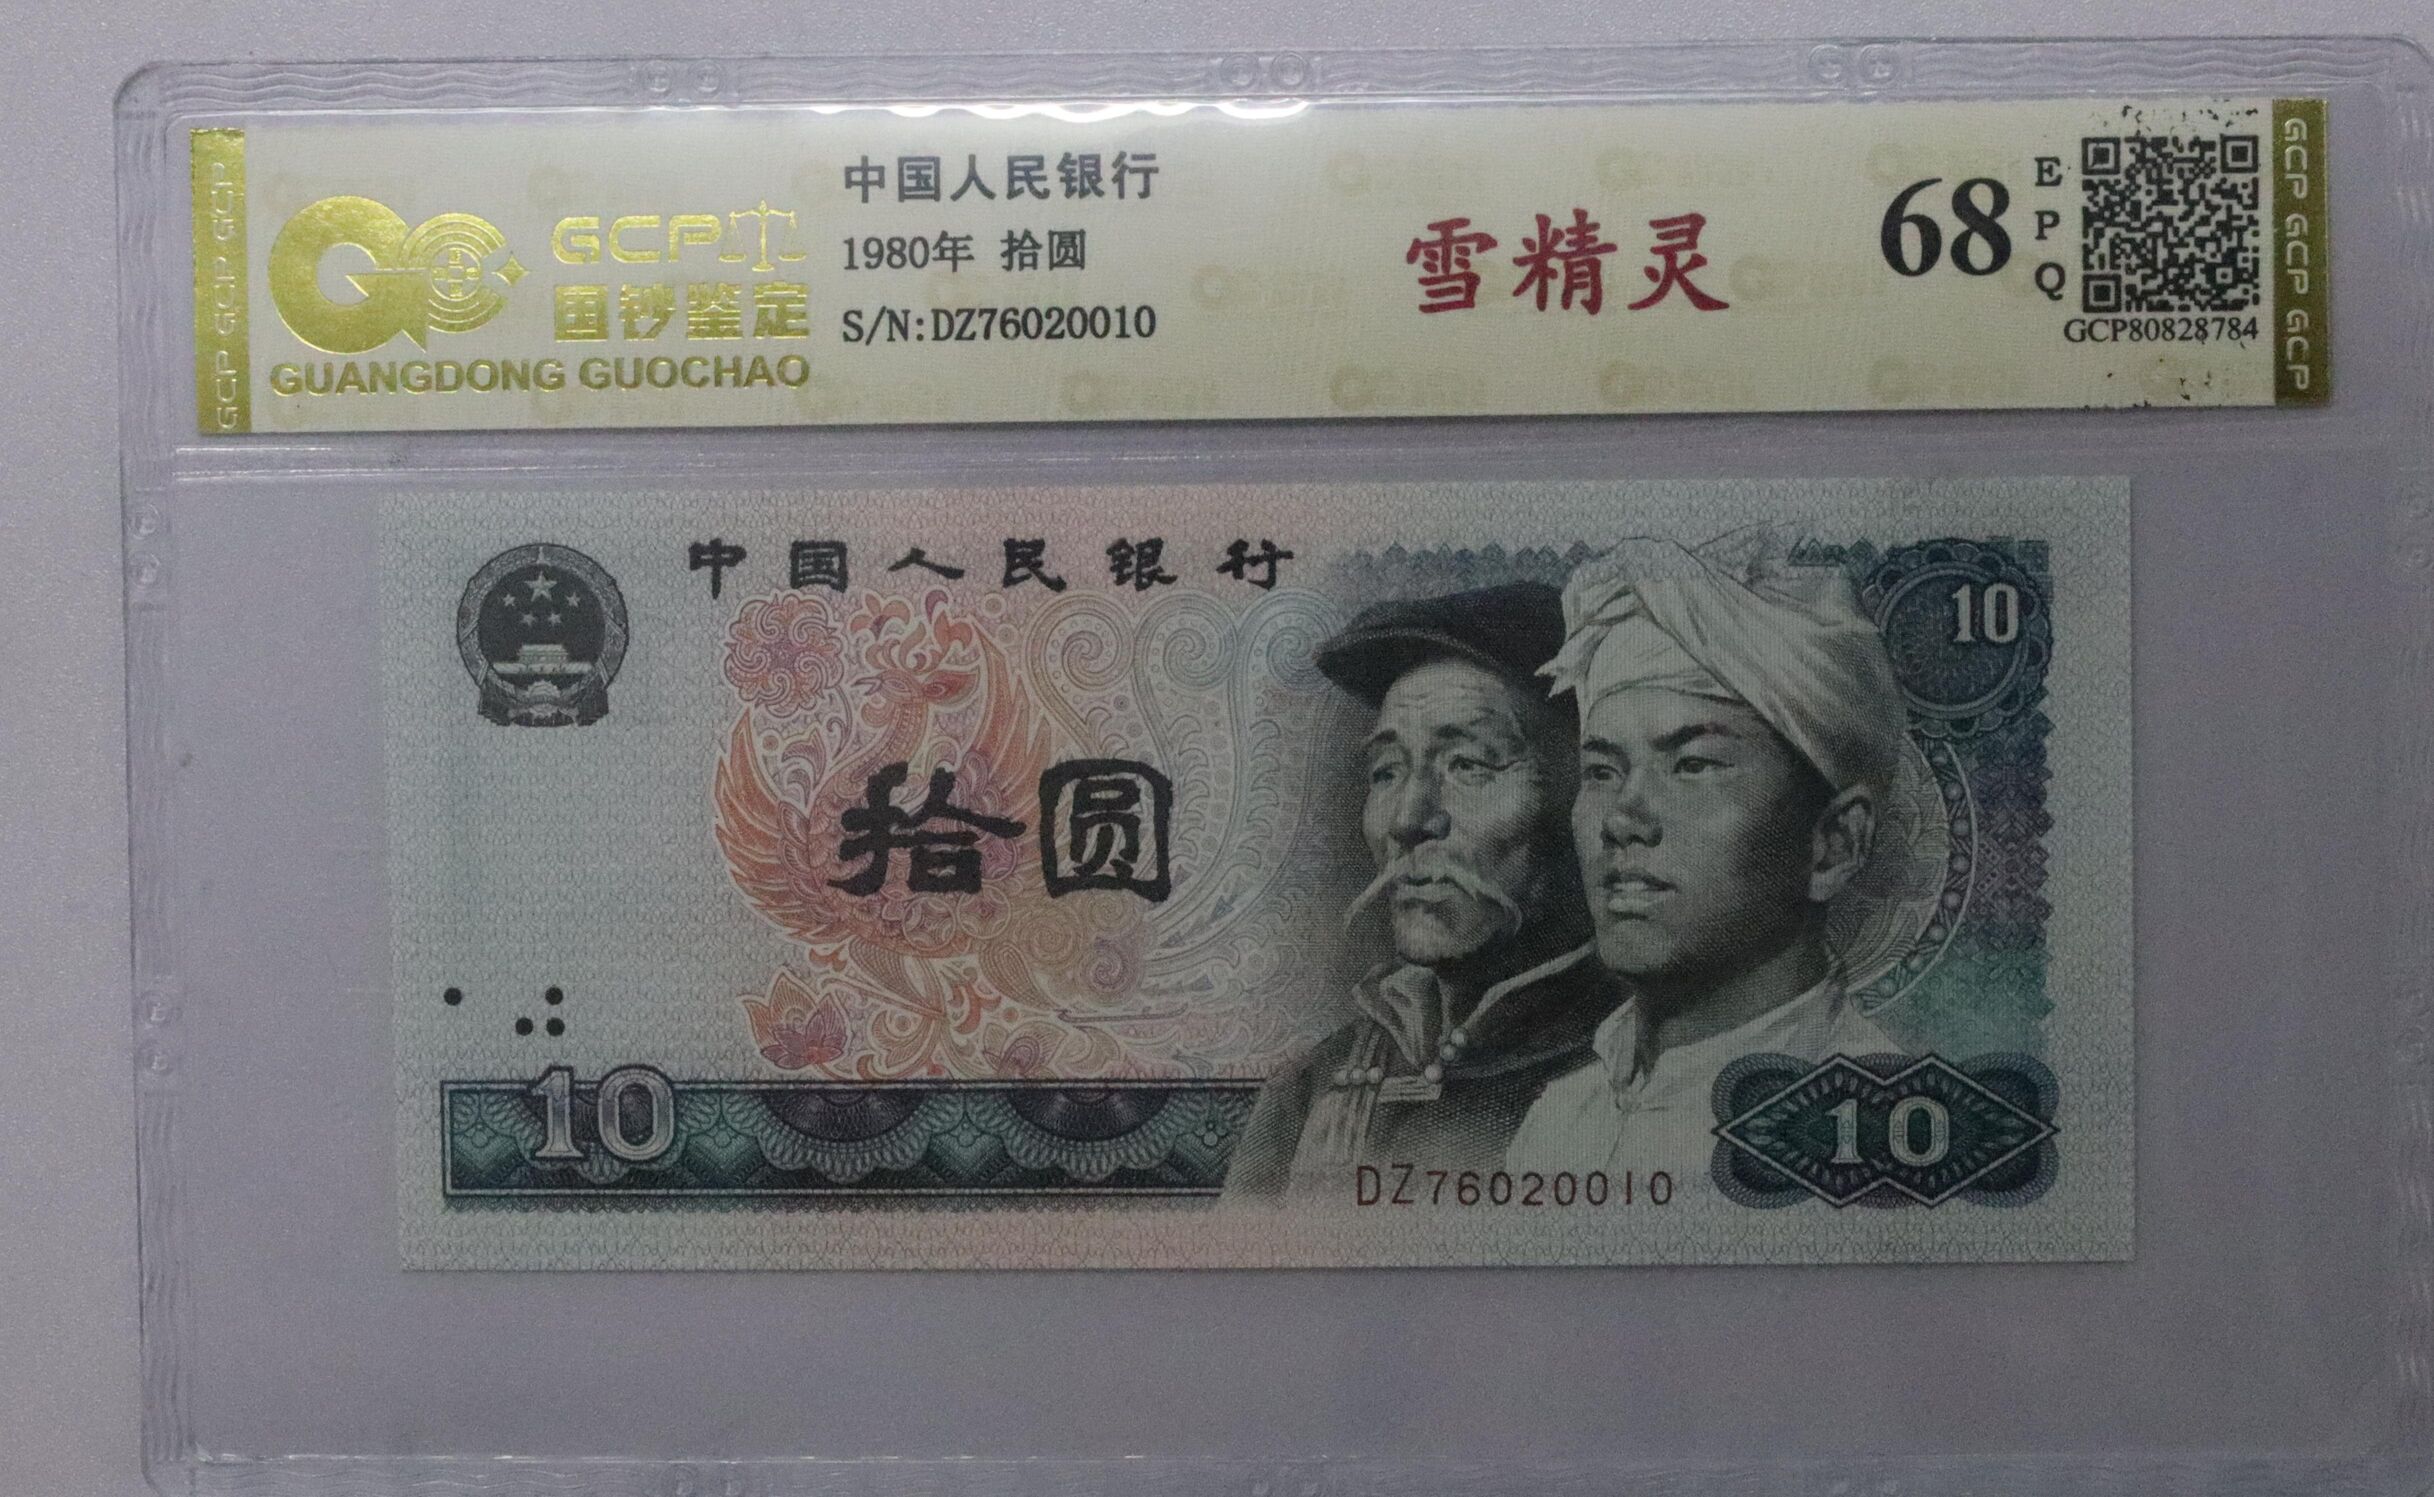 GCP GCP GCP
GCP
国钞鉴定
GUANGDONG GUOCHAO
中国人民银行
1980年 拾圆
S/N:DZ76020010
雪精灵
68
E
P
Q
GCP80828784
GCP GCP GCP
中国人民银行
10
拾圆
10
10
DZ76020010